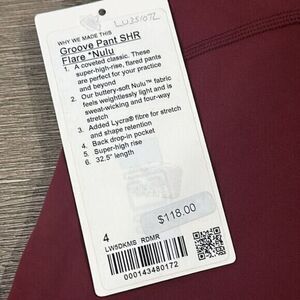 LW5107L
WHY WE MADE THIS
Groove Pant SHR
Flare *Nulu
1. A coveted classic. These
super-high-rise, flared pants
are perfect for your practice
and beyond
2. Our buttery-soft Nulu™ fabric
feels weightlessly light and is
sweat-wicking and four-way
stretch
3. Added Lycra® fibre for stretch
and shape retention
4. Back drop-in pocket
5. Super-high rise
6. 32.5" length
4
$118.00
LW5DKMS RDMR
000143480172